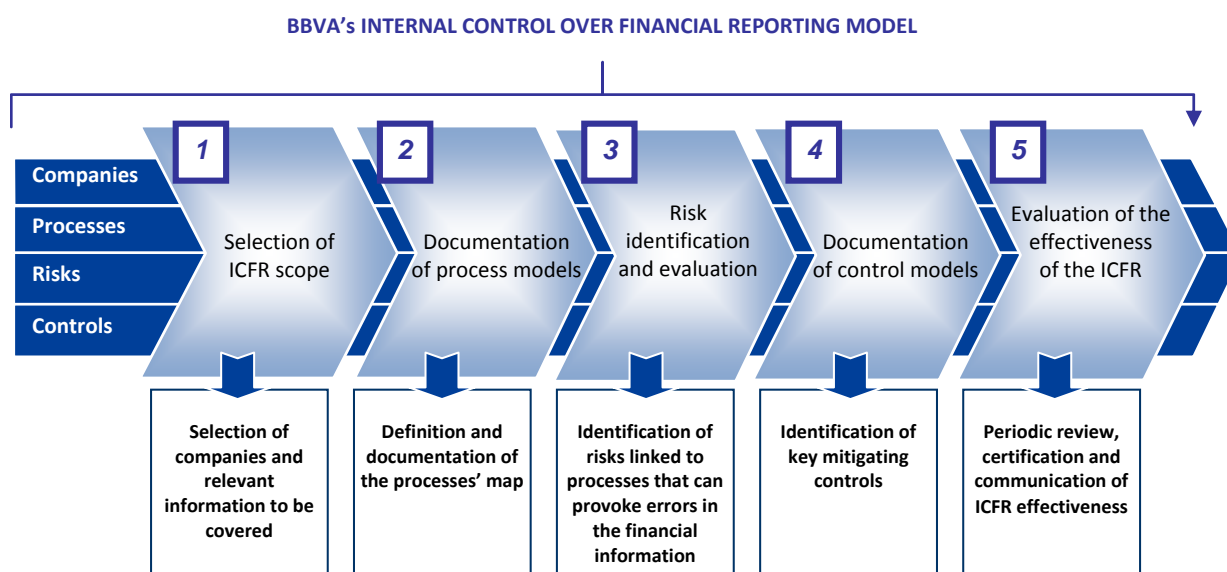 BBVA's INTERNAL CONTROL OVER FINANCIAL REPORTING MODEL
Companies
Processes
Risks
Controls
1
Selection of
ICFR scope
2
Documentation
of process models
3
Risk
identification
and evaluation
4
Documentation
of control models
5
Evaluation of the
effectiveness
of the ICFR
Selection of
companies and
relevant
information to be
covered
Definition and
documentation of
the processes' map
Identification of
risks linked to
processes that can
provoke errors in
the financial
information
Identification of
key mitigating
controls
Periodic review,
certification and
communication of
ICFR effectiveness